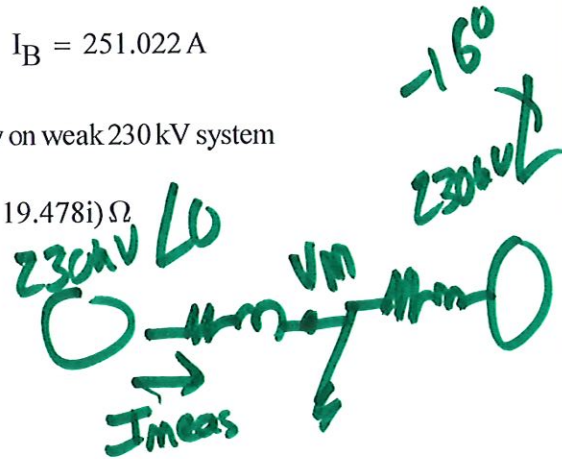 I_B = 251.022 A
-16°
on weak 230 kV system
230kV ∠
19.478i) Ω
230kV ∠0
VM
Imeas